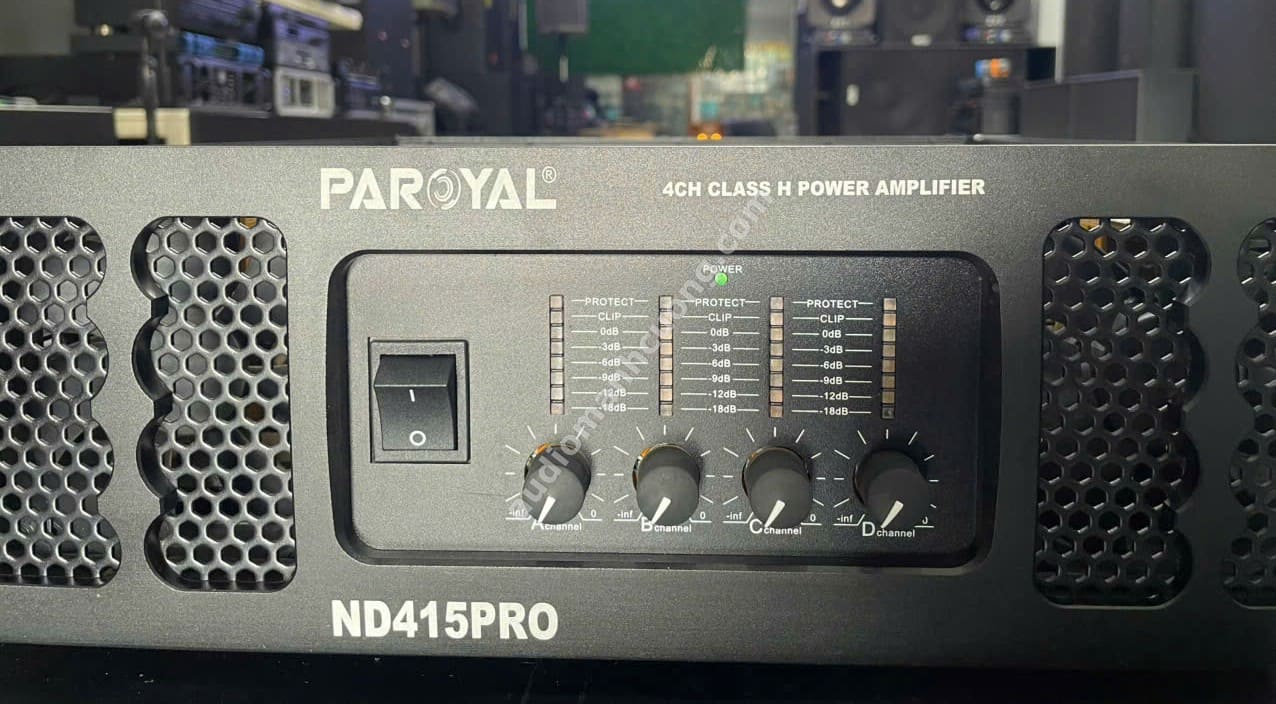 PAROYAL®
4CH CLASS H POWER AMPLIFIER
POWER
PROTECT PROTECT PROTECT
CLIP CLIP CLIP
0dB 0dB 0dB
-3dB -3dB -3dB
-6dB -6dB -6dB
-9dB -9dB -9dB
-12dB -12dB -12dB
-18dB -18dB -18dB
I
O
-inf A channel 0 -inf B channel 0 -inf C channel 0 -inf D channel 0
ND415PRO